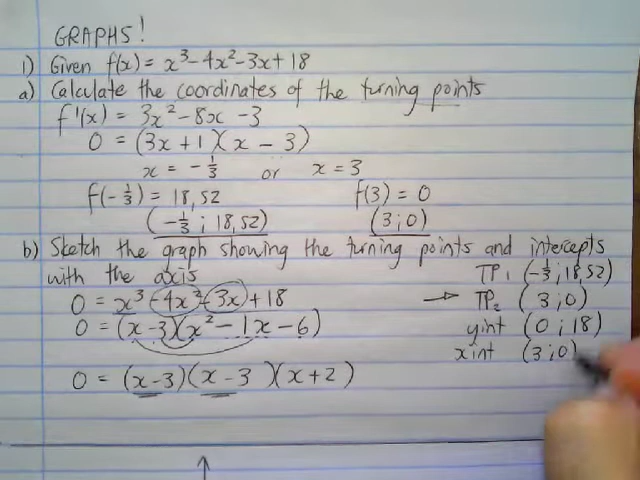 GRAPHS!
1) Given f(x) = x³-4x²-3x+18
a) Calculate the coordinates of the turning points
f'(x) = 3x²-8x-3
0 = (3x+1)(x-3)
x = -1/3 or x = 3
f(-1/3) = 18,52 f(3) = 0
(-1/3; 18,52) (3;0)
b) Sketch the graph showing the turning points and intercepts
with the axis TP₁ (-1/3; 18,52)
0 = x³-4x²-3x+18 → TP₂ (3;0)
0 = (x-3)(x²-1x-6) yint (0;18)
xint (3;0)
0 = (x-3)(x-3)(x+2)